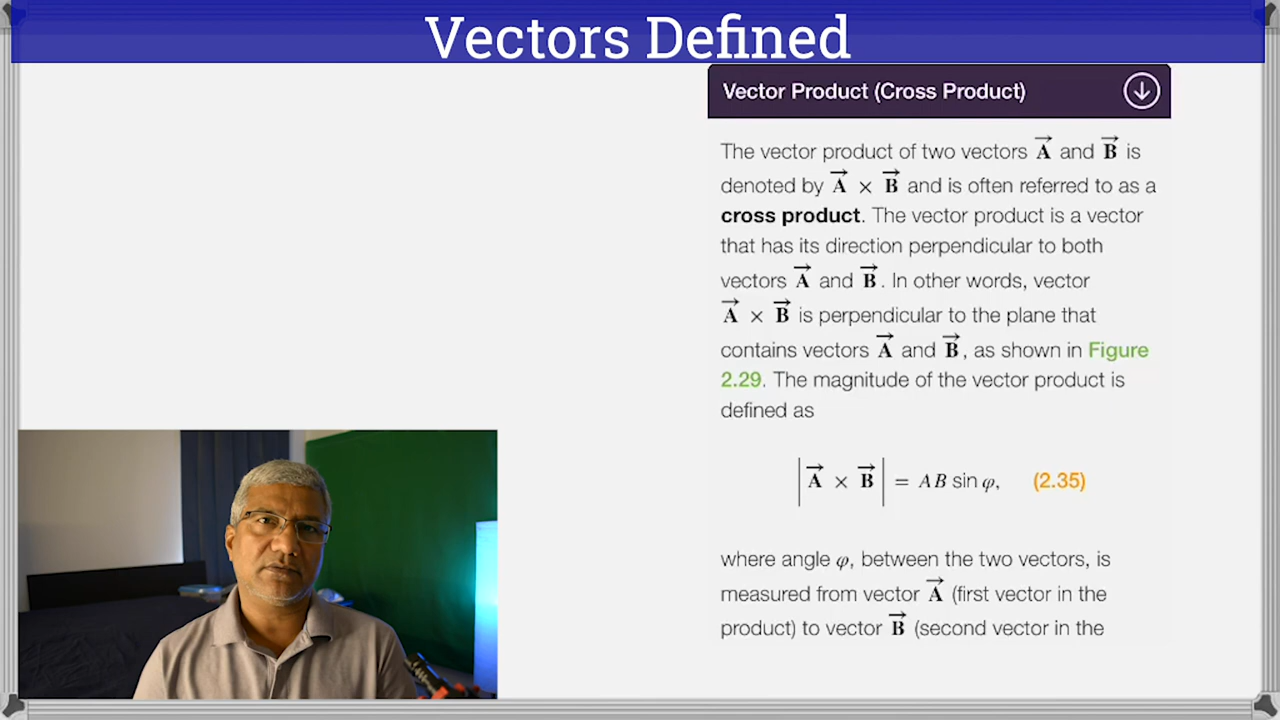 Vectors Defined
Vector Product (Cross Product)
The vector product of two vectors A⃗ and B⃗ is
denoted by A⃗ × B⃗ and is often referred to as a
cross product. The vector product is a vector
that has its direction perpendicular to both
vectors A⃗ and B⃗. In other words, vector
A⃗ × B⃗ is perpendicular to the plane that
contains vectors A⃗ and B⃗, as shown in Figure
2.29. The magnitude of the vector product is
defined as
|A⃗ × B⃗| = AB sin φ, (2.35)
where angle φ, between the two vectors, is
measured from vector A⃗ (first vector in the
product) to vector B⃗ (second vector in the